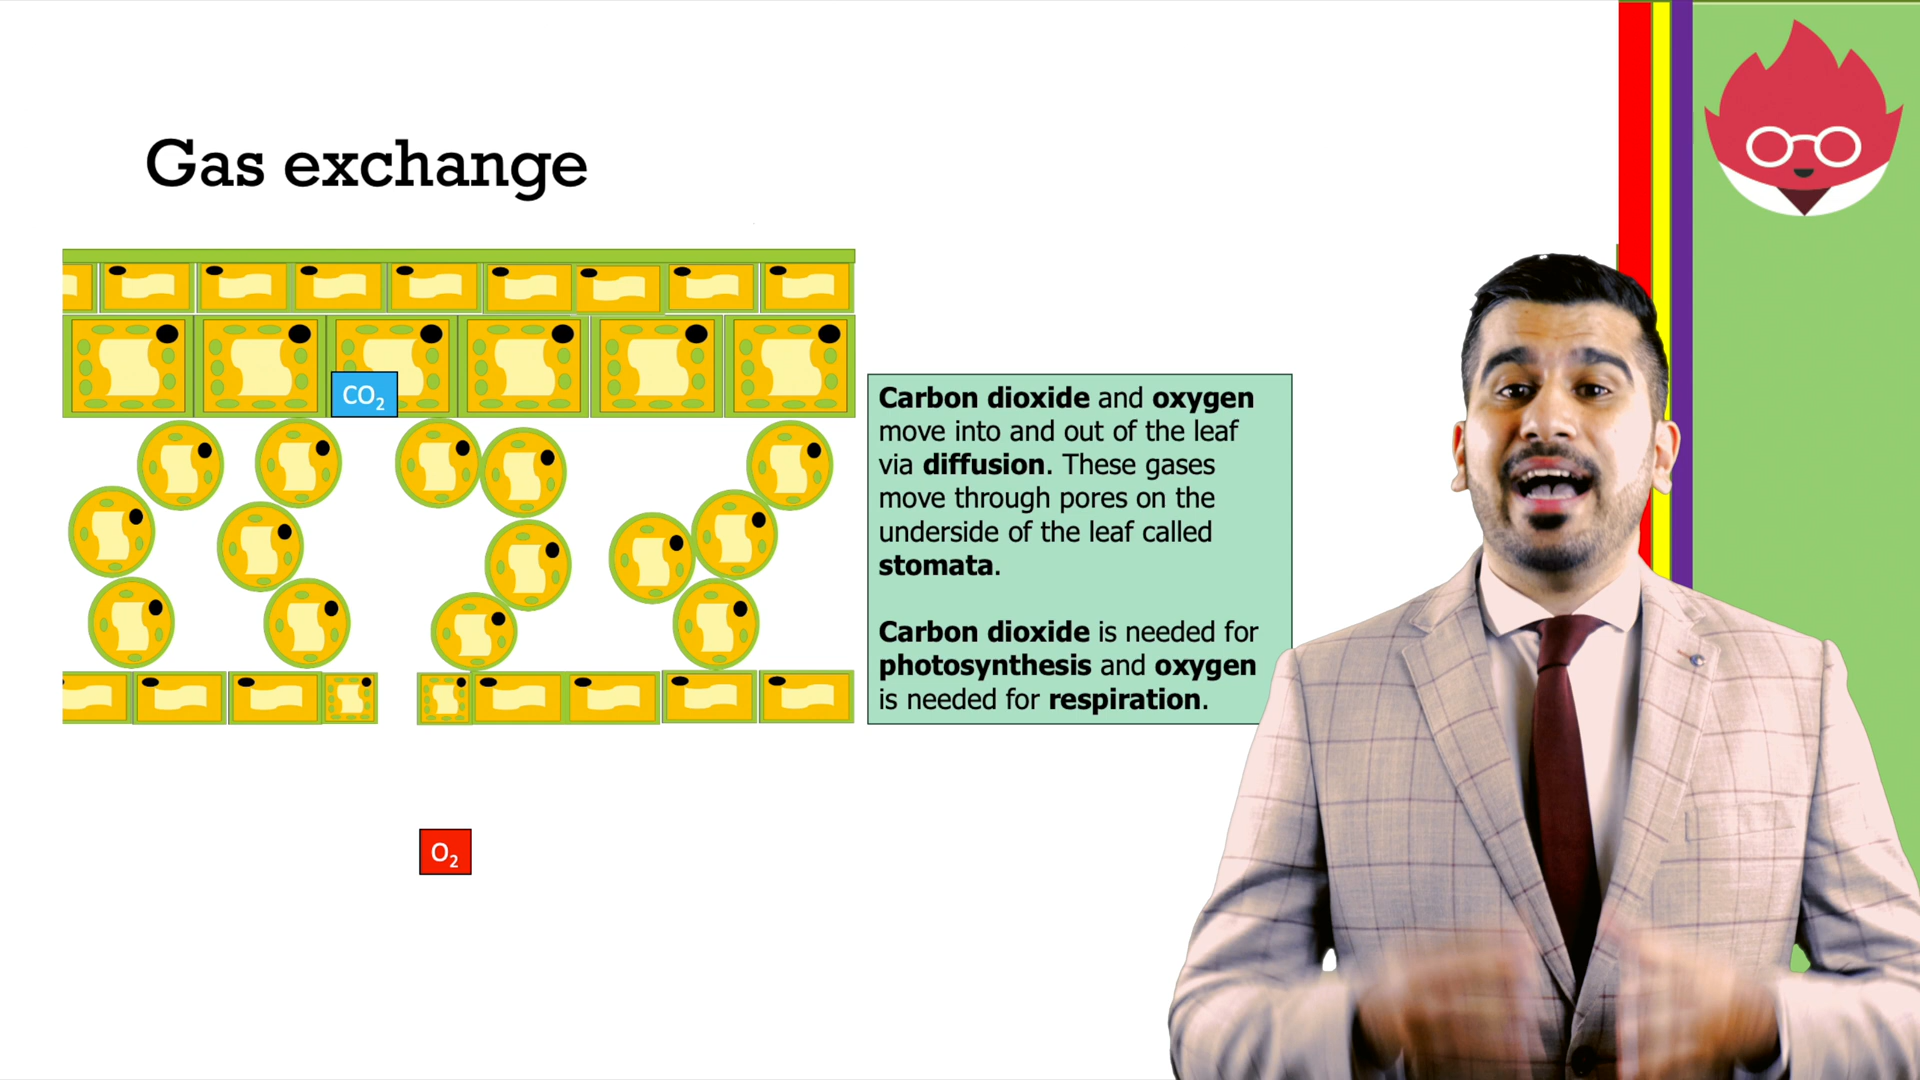 Gas exchange
CO₂
Carbon dioxide and oxygen
move into and out of the leaf
via diffusion. These gases
move through pores on the
underside of the leaf called
stomata.
Carbon dioxide is needed for
photosynthesis and oxygen
is needed for respiration.
O₂